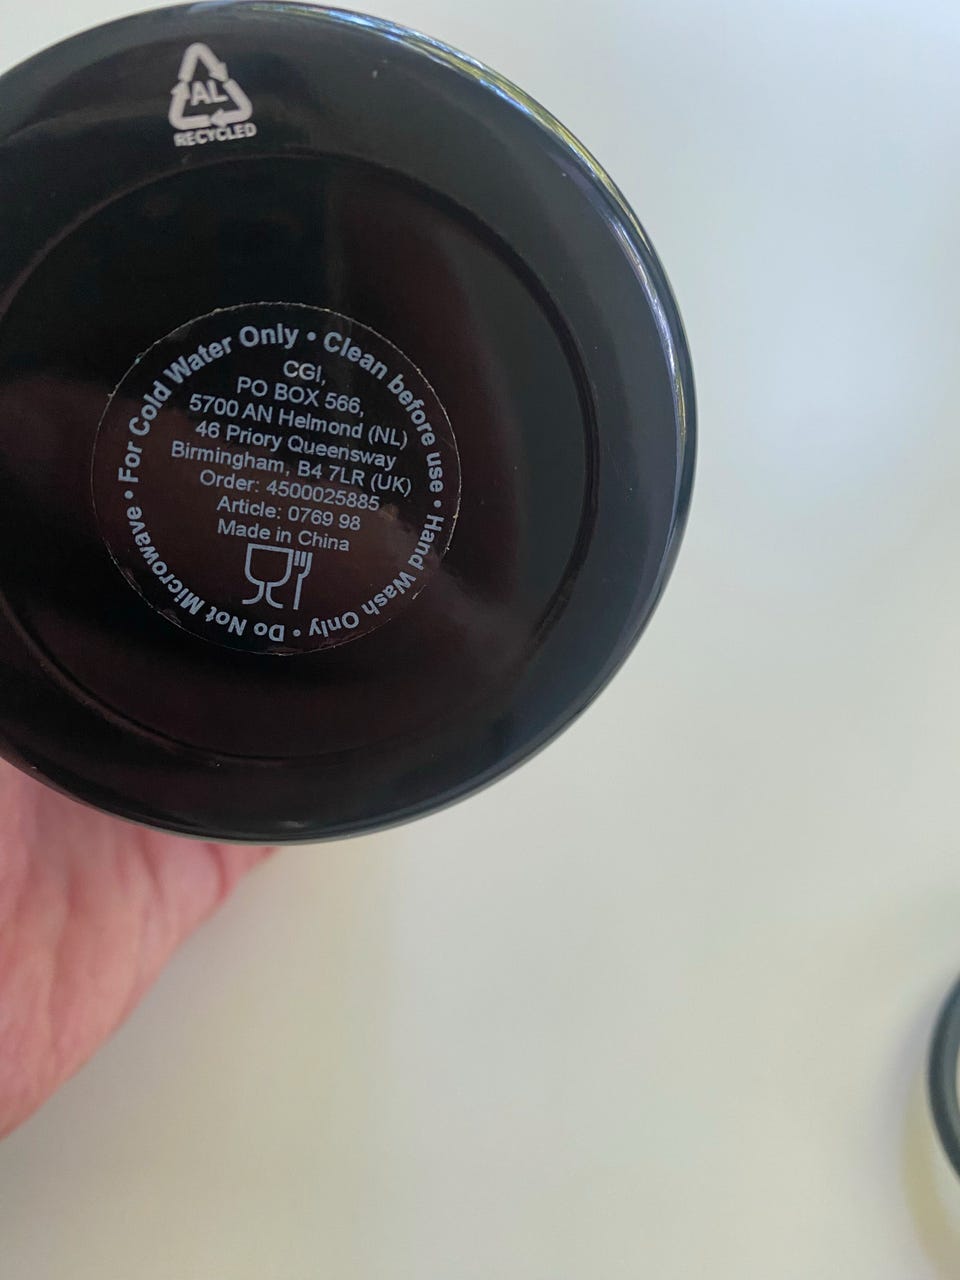 AL
RECYCLED
For Cold Water Only • Clean before use • Hand Wash Only • Do Not Microwave •
CGI,
PO BOX 566,
5700 AN Helmond (NL)
46 Priory Queensway
Birmingham, B4 7LR (UK)
Order: 4500025885
Article: 0769 98
Made in China